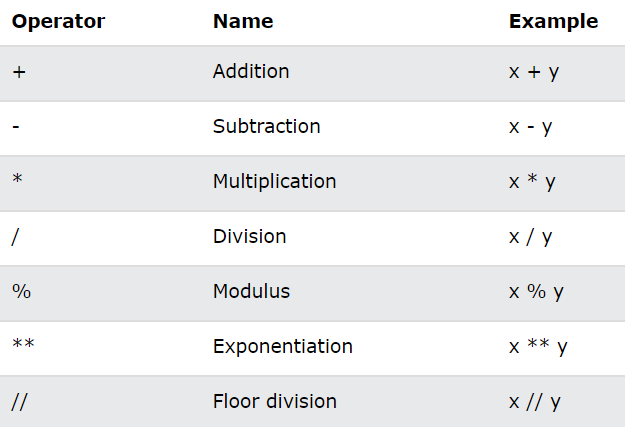 Operator Name Example
+ Addition x + y
- Subtraction x - y
* Multiplication x * y
/ Division x / y
% Modulus x % y
** Exponentiation x ** y
// Floor division x // y